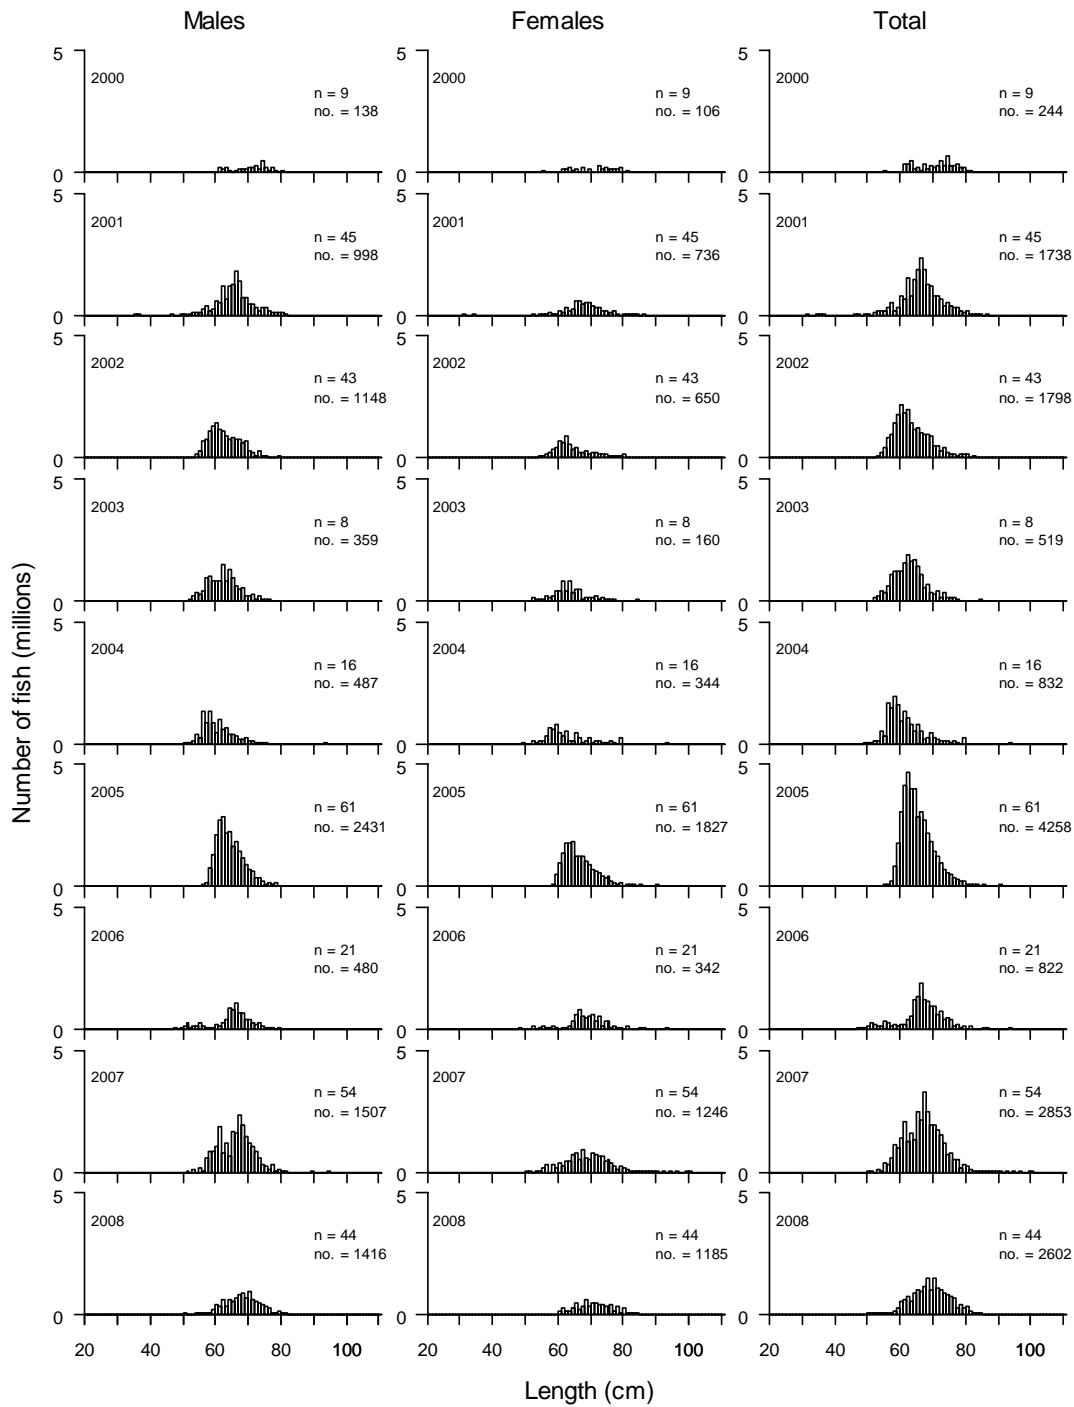 Males Females Total
5 5 5
2000 2000 2000
n = 9 n = 9 n = 9
no. = 138 no. = 106 no. = 244
0 0 0
5 5 5
2001 2001 2001
n = 45 n = 45 n = 45
no. = 998 no. = 736 no. = 1738
0 0 0
5 5 5
2002 2002 2002
n = 43 n = 43 n = 43
no. = 1148 no. = 650 no. = 1798
0 0 0
5 5 5
2003 2003 2003
n = 8 n = 8 n = 8
no. = 359 no. = 160 no. = 519
0 0 0
5 5 5
2004 2004 2004
n = 16 n = 16 n = 16
no. = 487 no. = 344 no. = 832
0 0 0
5 5 5
2005 2005 2005
n = 61 n = 61 n = 61
no. = 2431 no. = 1827 no. = 4258
0 0 0
5 5 5
2006 2006 2006
n = 21 n = 21 n = 21
no. = 480 no. = 342 no. = 822
0 0 0
5 5 5
2007 2007 2007
n = 54 n = 54 n = 54
no. = 1507 no. = 1246 no. = 2853
0 0 0
5 5 5
2008 2008 2008
n = 44 n = 44 n = 44
no. = 1416 no. = 1185 no. = 2602
0 0 0
20 40 60 80 100 20 40 60 80 100 20 40 60 80 100
Length (cm)
Number of fish (millions)